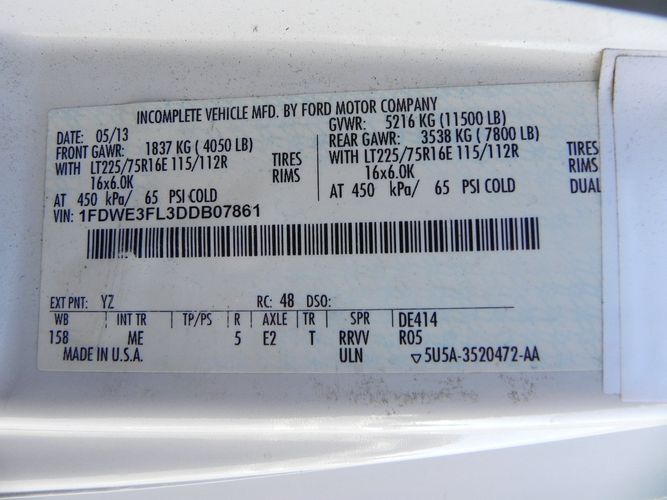 INCOMPLETE VEHICLE MFD. BY FORD MOTOR COMPANY
DATE: 05/13 GVWR: 5216 KG (11500 LB)
FRONT GAWR: 1837 KG (4050 LB) REAR GAWR: 3538 KG (7800 LB)
WITH LT225/75R16E 115/112R TIRES WITH LT225/75R16E 115/112R TIRES
16x6.0K RIMS 16x6.0K RIMS
AT 450 kPa/ 65 PSI COLD AT 450 kPa/ 65 PSI COLD DUAL
VIN: 1FDWE3FL3DDB07861
EXT PNT: YZ RC: 48 DSO:
WB INT TR TP/PS R AXLE TR SPR DE414
158 ME 5 E2 T RRVV R05
MADE IN U.S.A. ULN ▽5U5A-3520472-AA